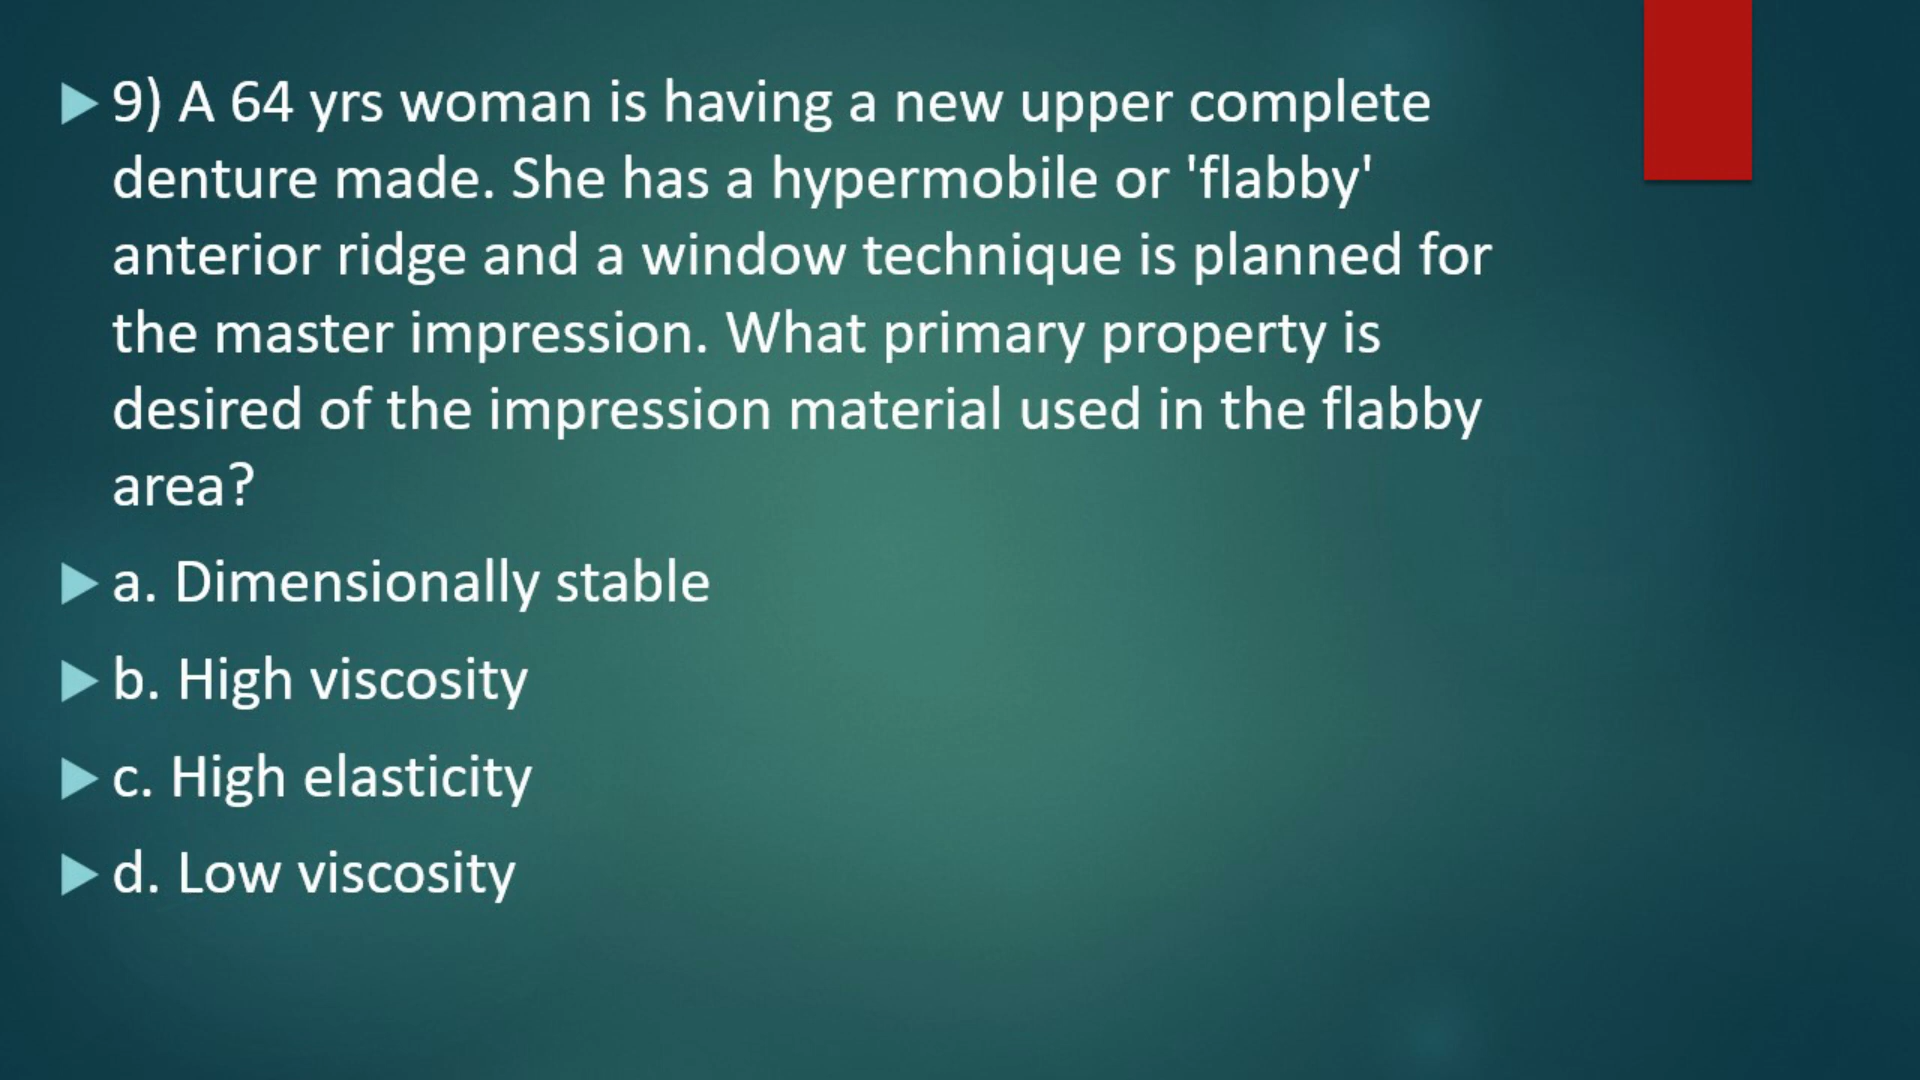 9) A 64 yrs woman is having a new upper complete
denture made. She has a hypermobile or 'flabby'
anterior ridge and a window technique is planned for
the master impression. What primary property is
desired of the impression material used in the flabby
area?
a. Dimensionally stable
b. High viscosity
c. High elasticity
d. Low viscosity